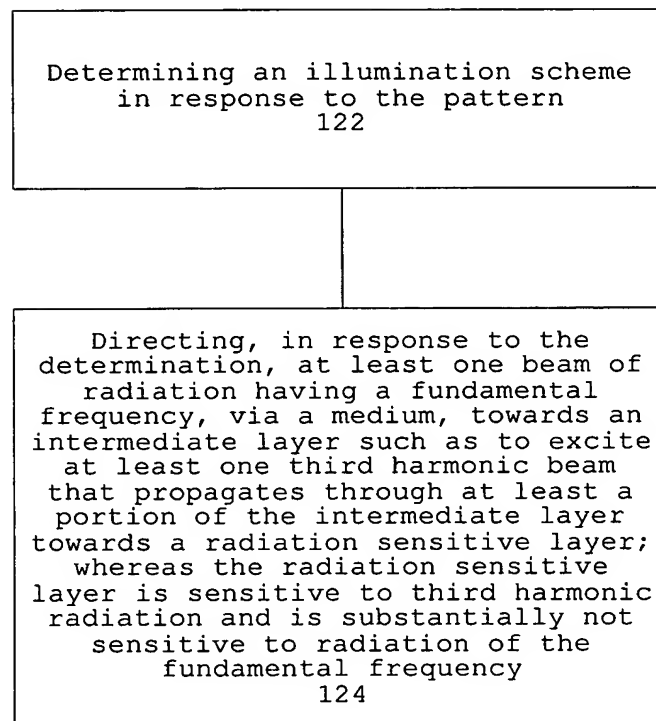 Determining an illumination scheme
in response to the pattern
122
Directing, in response to the
determination, at least one beam of
radiation having a fundamental
frequency, via a medium, towards an
intermediate layer such as to excite
at least one third harmonic beam
that propagates through at least a
portion of the intermediate layer
towards a radiation sensitive layer;
whereas the radiation sensitive
layer is sensitive to third harmonic
radiation and is substantially not
sensitive to radiation of the
fundamental frequency
124